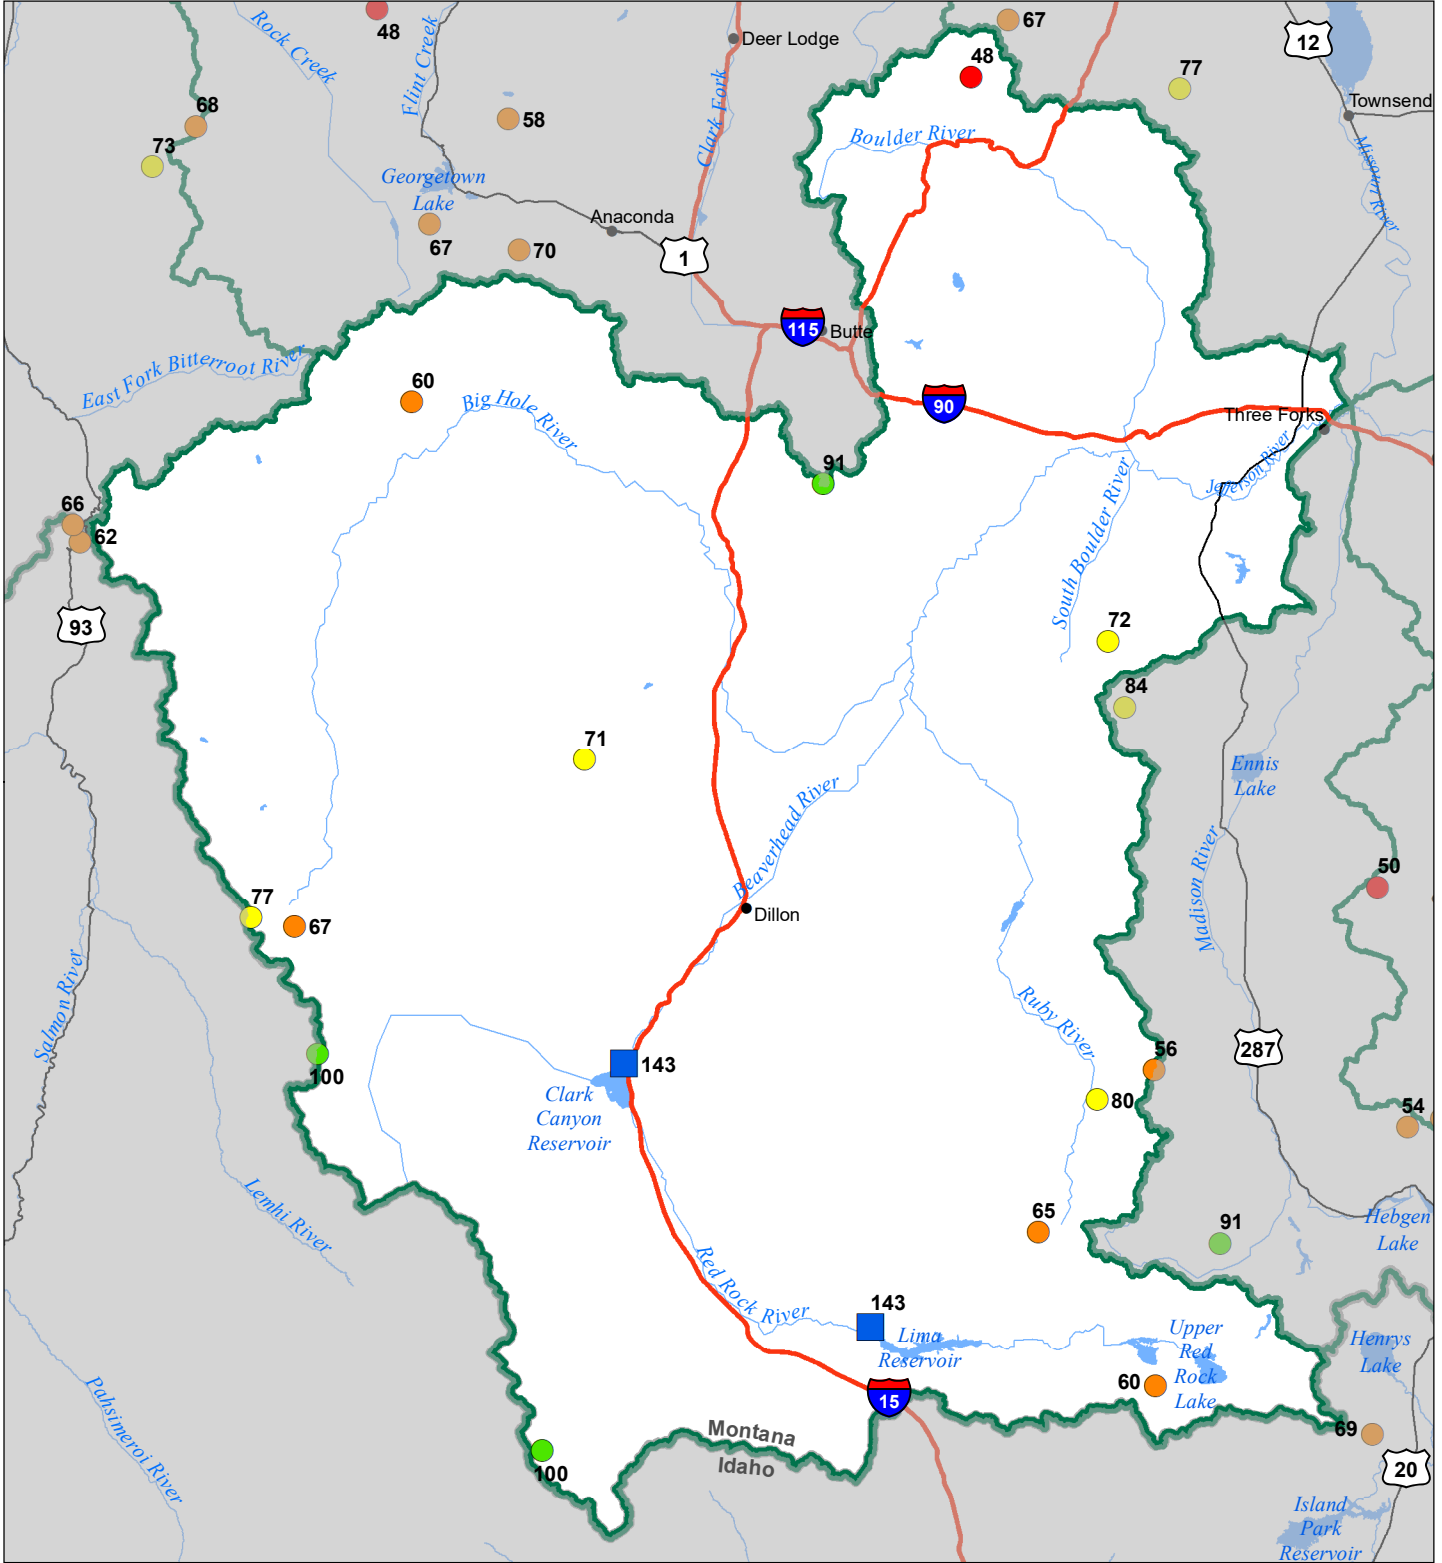 48
Rock Creek
Flint Creek
Deer Lodge
67
12
48
77
Townsend
68
58
Clark Fork
Boulder River
73
Missouri River
Georgetown
Lake
Anaconda
67
70
1
115
Butte
East Fork Bitterroot River
60
Big Hole River
90
Three Forks
91
Jefferson River
South Boulder River
66
62
93
72
84
71
Ennis
Lake
Beaverhead River
Madison River
50
77
67
Dillon
Salmon River
Ruby River
287
56
100
143
80
Clark
Canyon
Reservoir
54
Lemhi River
65
91
Hebgen
Lake
Red Rock River
143
Lima
Reservoir
Upper
Red
Rock
Lake
Henrys
Lake
60
15
Pahsimeroi River
Montana
Idaho
69
100
20
Island
Park
Reservoir